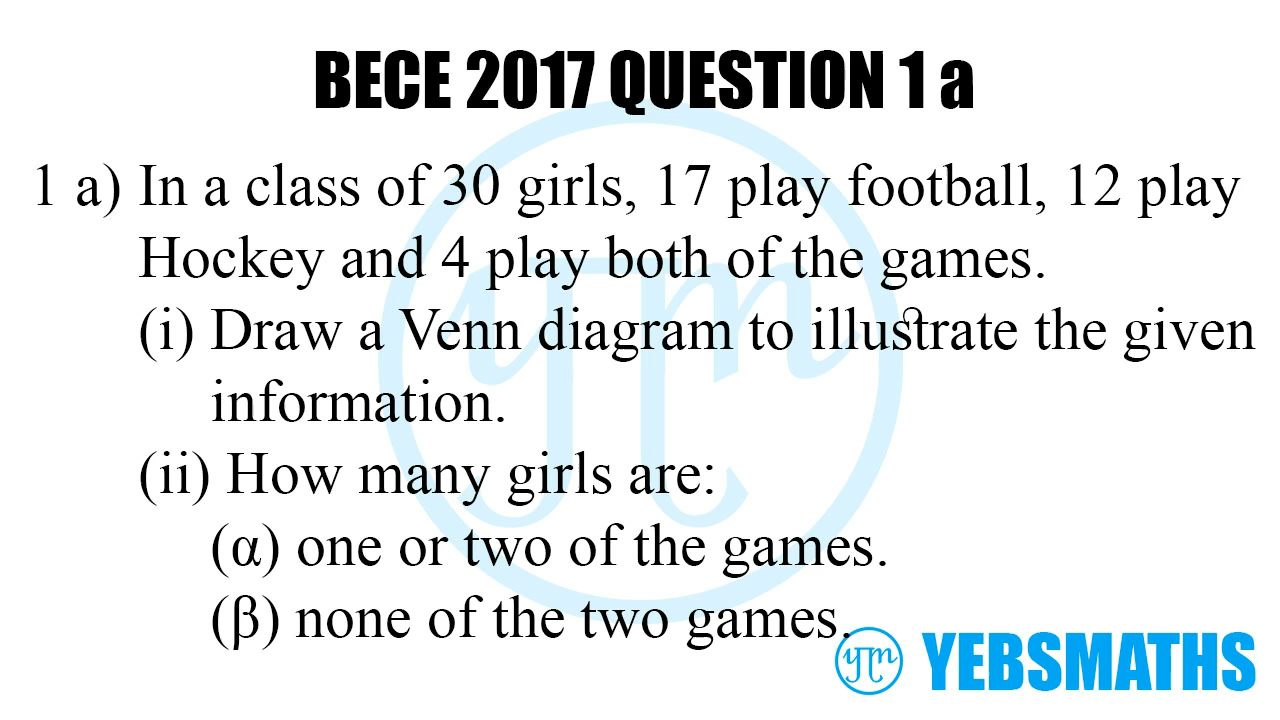 BECE 2017 QUESTION 1 a
1 a) In a class of 30 girls, 17 play football, 12 play
Hockey and 4 play both of the games.
(i) Draw a Venn diagram to illustrate the given
information.
(ii) How many girls are:
(α) one or two of the games.
(β) none of the two games.
YEBSMATHS